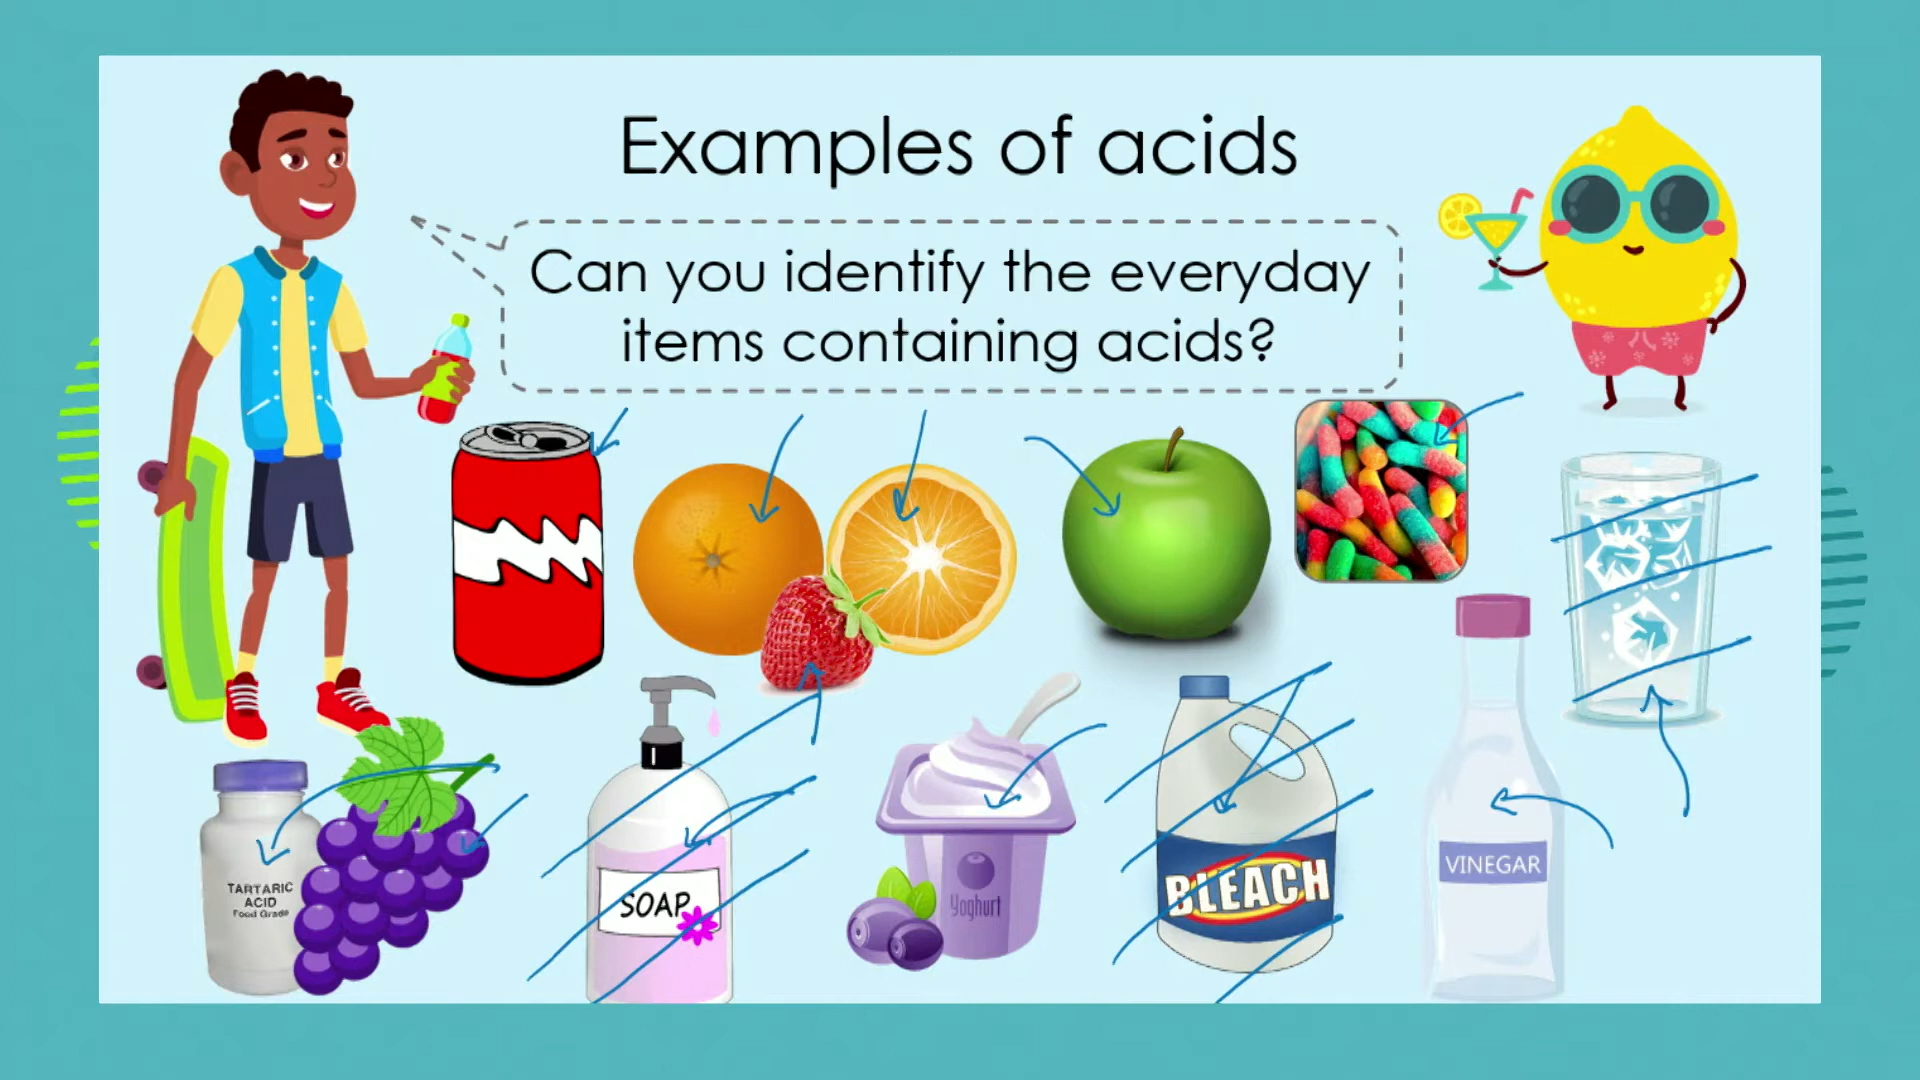 Examples of acids
Can you identify the everyday
items containing acids?
TARTARIC
ACID
Food Grade
SOAP
Yoghurt
BLEACH
VINEGAR